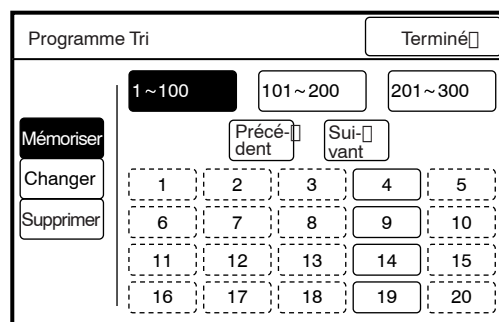 Programme Tri
Terminé
1~100
101~200
201~300
Précé-
dent
Sui-
vant
Mémoriser
Changer
Supprimer
1 2 3 4 5
6 7 8 9 10
11 12 13 14 15
16 17 18 19 20